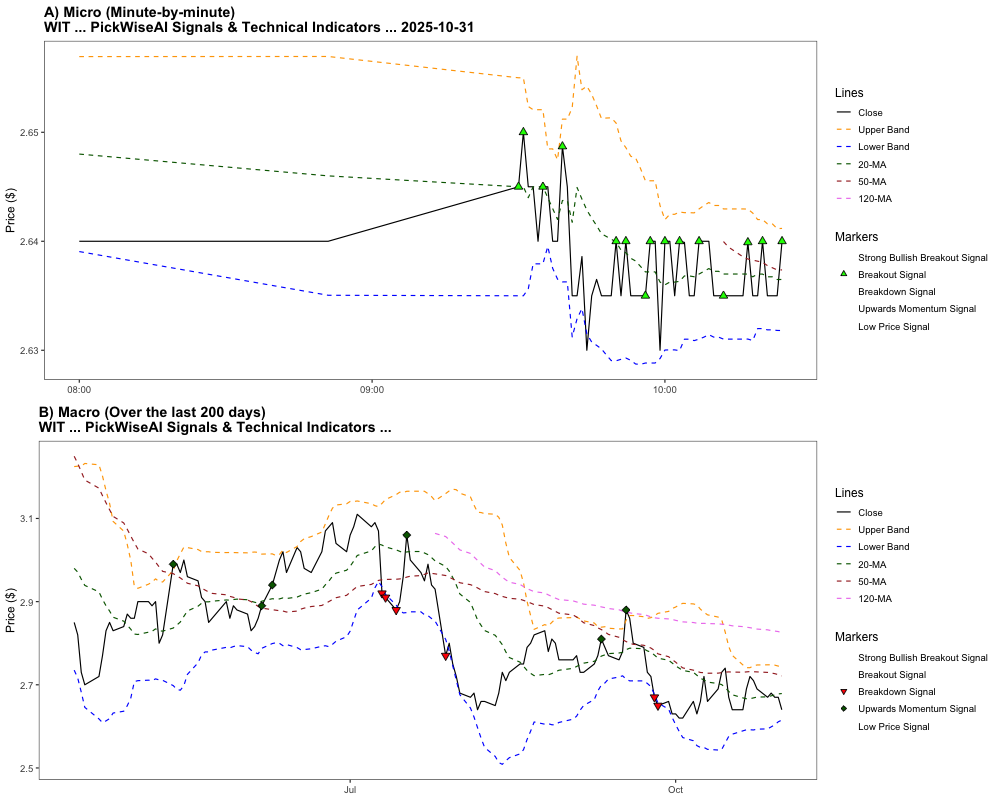 A) Micro (Minute-by-minute)
WIT ... PickWiseAI Signals & Technical Indicators ... 2025-10-31
Price ($)
2.65
2.64
2.63
08:00
09:00
10:00
Lines
Close
Upper Band
Lower Band
20-MA
50-MA
120-MA
Markers
Strong Bullish Breakout Signal
Breakout Signal
Breakdown Signal
Upwards Momentum Signal
Low Price Signal
B) Macro (Over the last 200 days)
WIT ... PickWiseAI Signals & Technical Indicators ...
Price ($)
3.1
2.9
2.7
2.5
Jul
Oct
Lines
Close
Upper Band
Lower Band
20-MA
50-MA
120-MA
Markers
Strong Bullish Breakout Signal
Breakout Signal
Breakdown Signal
Upwards Momentum Signal
Low Price Signal